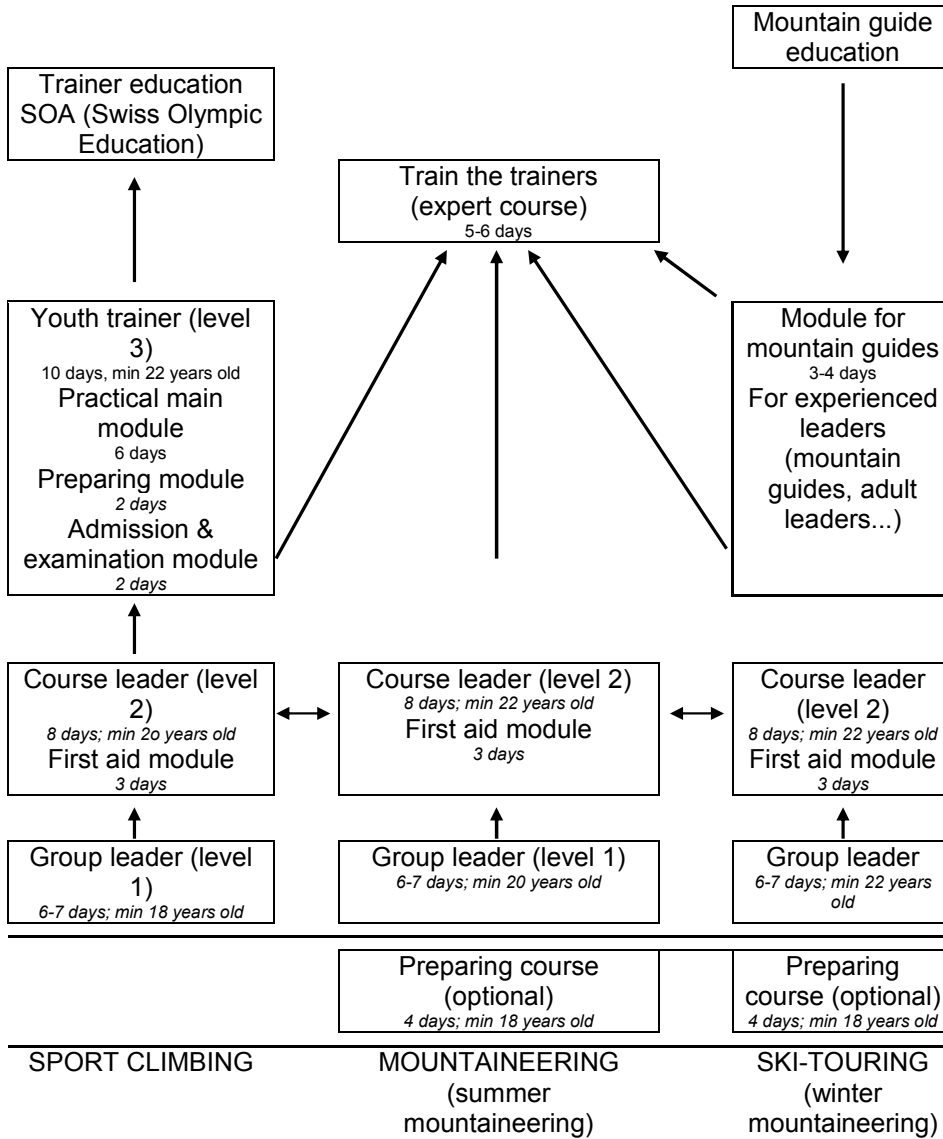 Mountain guide
education
Trainer education
SOA (Swiss Olympic
Education)
Train the trainers
(expert course)
5-6 days
Youth trainer (level
3)
10 days, min 22 years old
Practical main
module
6 days
Preparing module
2 days
Admission &
examination module
2 days
Module for
mountain guides
3-4 days
For experienced
leaders
(mountain
guides, adult
leaders...)
Course leader (level
2)
8 days; min 2o years old
First aid module
3 days
Course leader (level 2)
8 days; min 22 years old
First aid module
3 days
Course leader
(level 2)
8 days; min 22 years old
First aid module
3 days
Group leader (level
1)
6-7 days; min 18 years old
Group leader (level 1)
6-7 days; min 20 years old
Group leader
6-7 days; min 22 years
old
Preparing course
(optional)
4 days; min 18 years old
Preparing
course (optional)
4 days; min 18 years old
SPORT CLIMBING
MOUNTAINEERING
(summer
mountaineering)
SKI-TOURING
(winter
mountaineering)